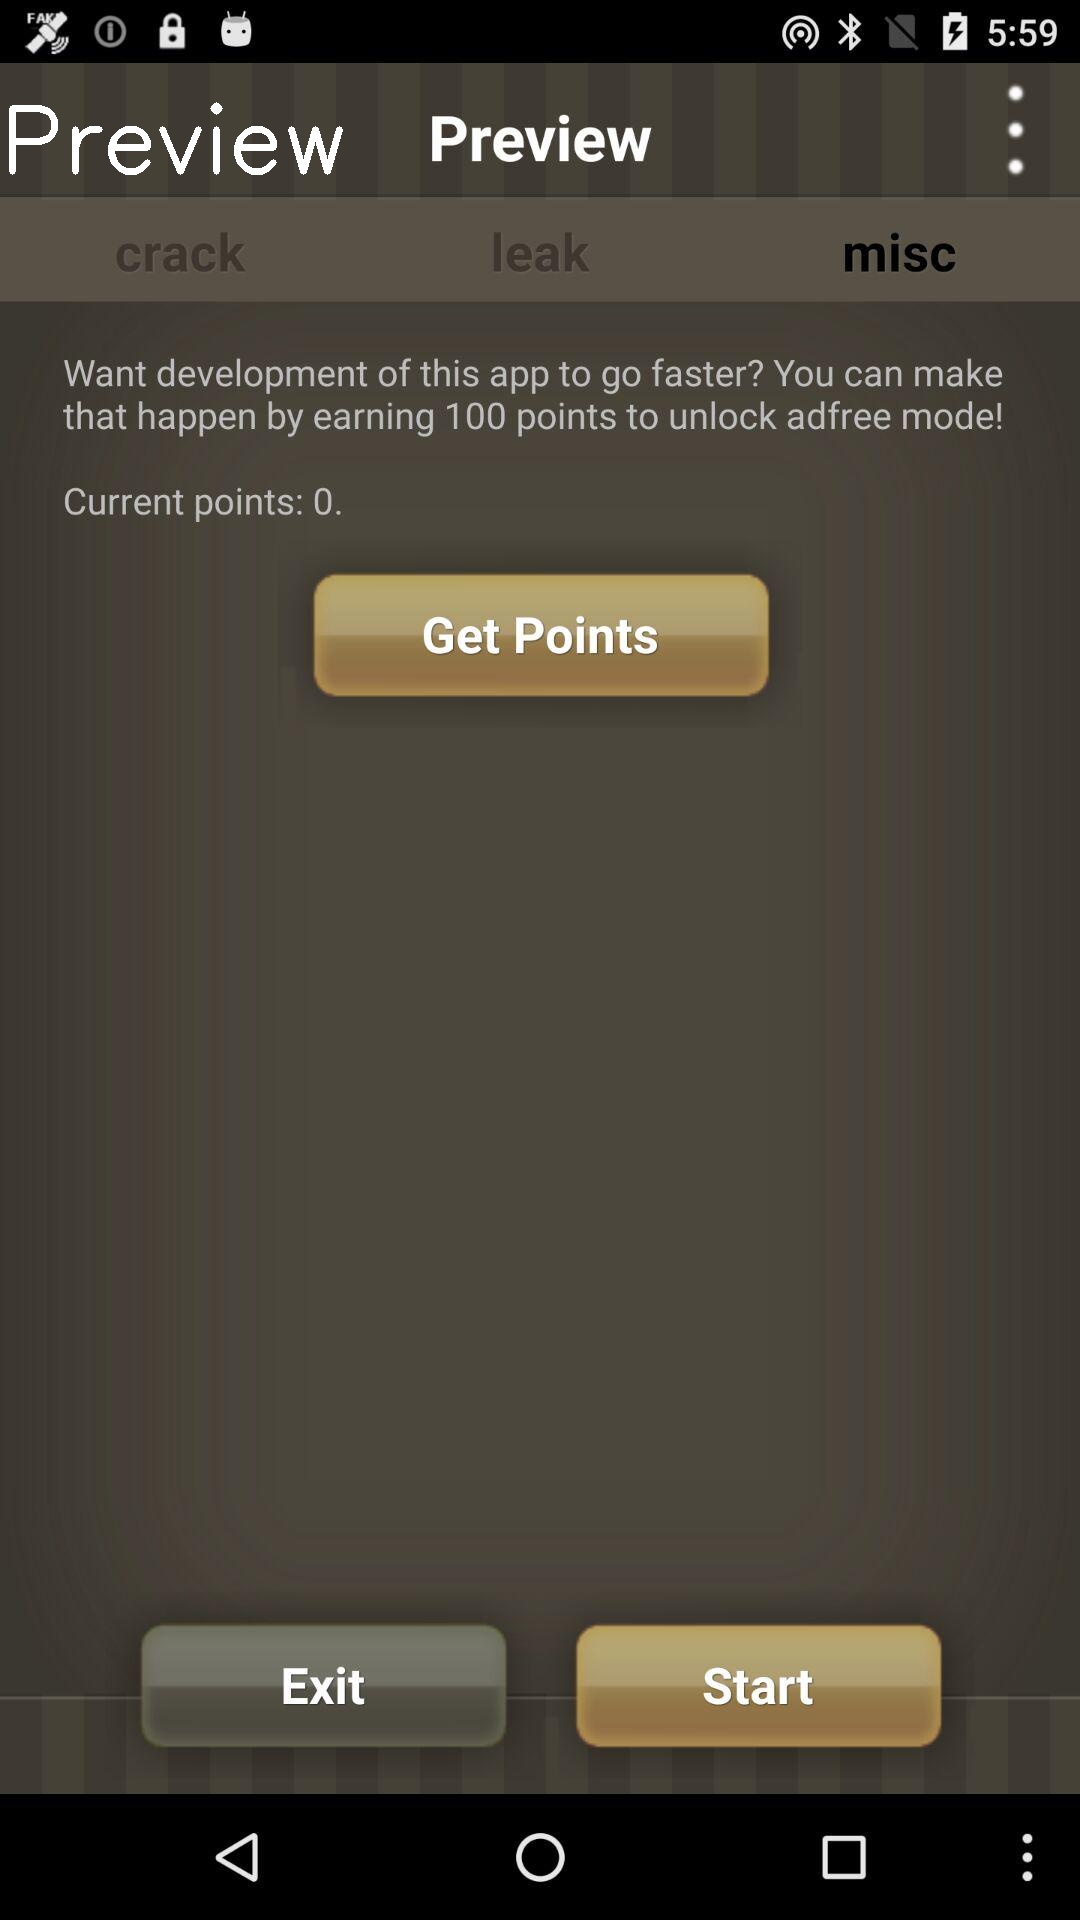 FAKE
5:59
Preview
Preview
crack
leak
misc
Want development of this app to go faster? You can make
that happen by earning 100 points to unlock adfree mode!
Current points: 0.
Get Points
Exit
Start